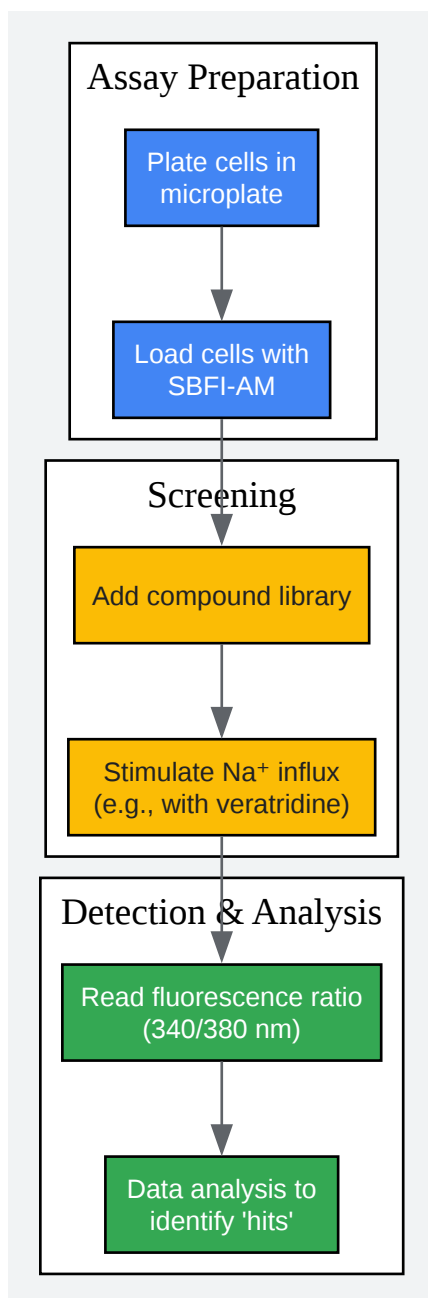 Assay Preparation
Plate cells in
microplate
Load cells with
SBFI-AM
Screening
Add compound library
Stimulate Na⁺ influx
(e.g., with veratridine)
Detection & Analysis
Read fluorescence ratio
(340/380 nm)
Data analysis to
identify 'hits'